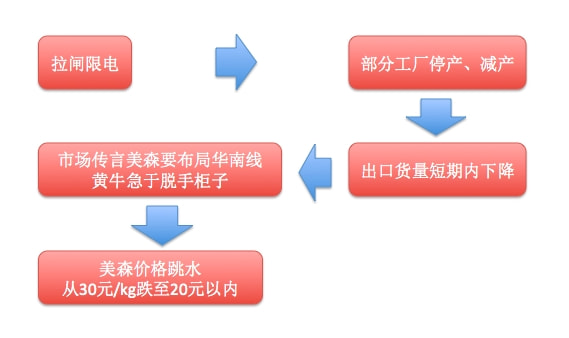 拉闸限电
部分工厂停产、减产
出口货量短期内下降
市场传言美森要布局华南线
黄牛急于脱手柜子
美森价格跳水
从30元/kg跌至20元以内